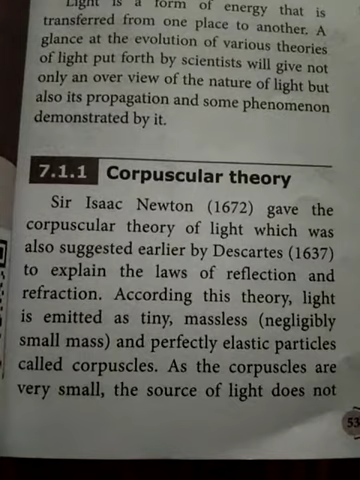 Light is a form of energy that is
transferred from one place to another. A
glance at the evolution of various theories
of light put forth by scientists will give not
only an over view of the nature of light but
also its propagation and some phenomenon
demonstrated by it.
7.1.1 Corpuscular theory
Sir Isaac Newton (1672) gave the
corpuscular theory of light which was
also suggested earlier by Descartes (1637)
to explain the laws of reflection and
refraction. According this theory, light
is emitted as tiny, massless (negligibly
small mass) and perfectly elastic particles
called corpuscles. As the corpuscles are
very small, the source of light does not
53